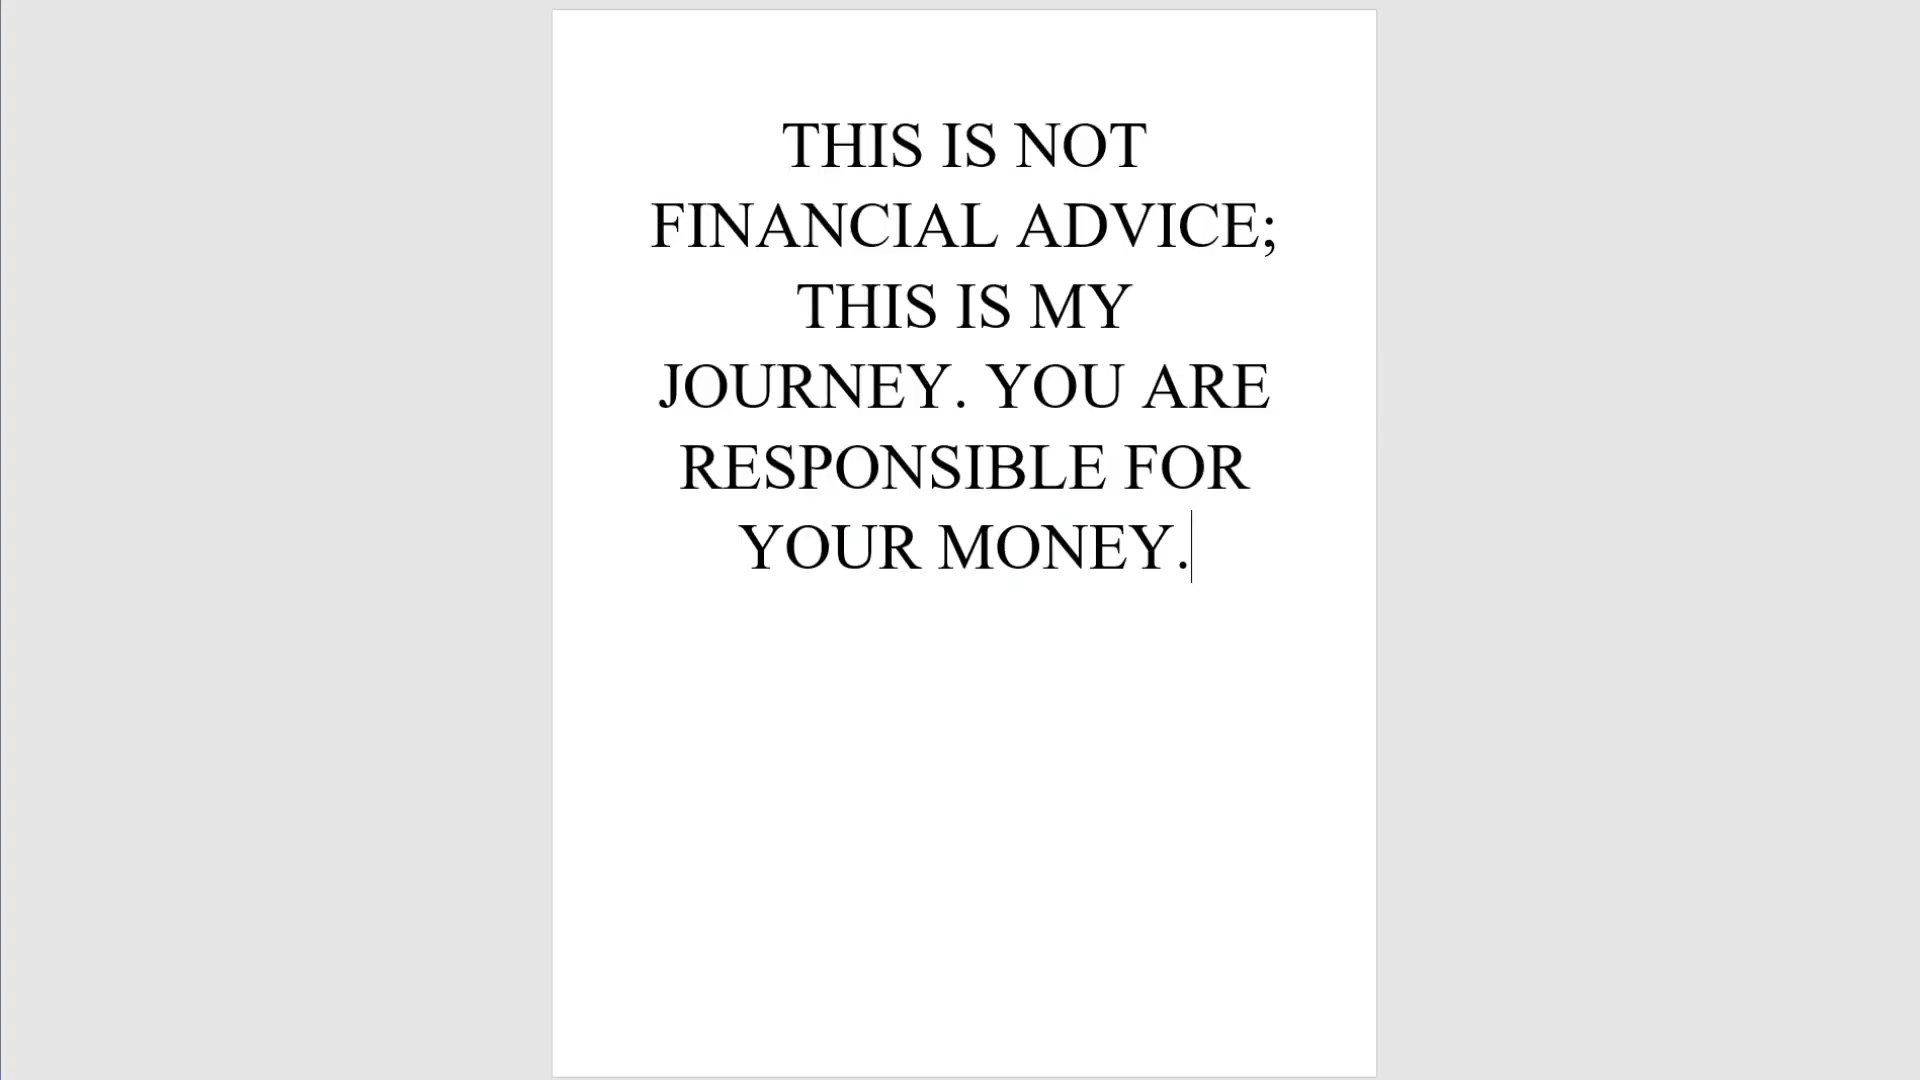 THIS IS NOT
FINANCIAL ADVICE;
THIS IS MY
JOURNEY. YOU ARE
RESPONSIBLE FOR
YOUR MONEY.